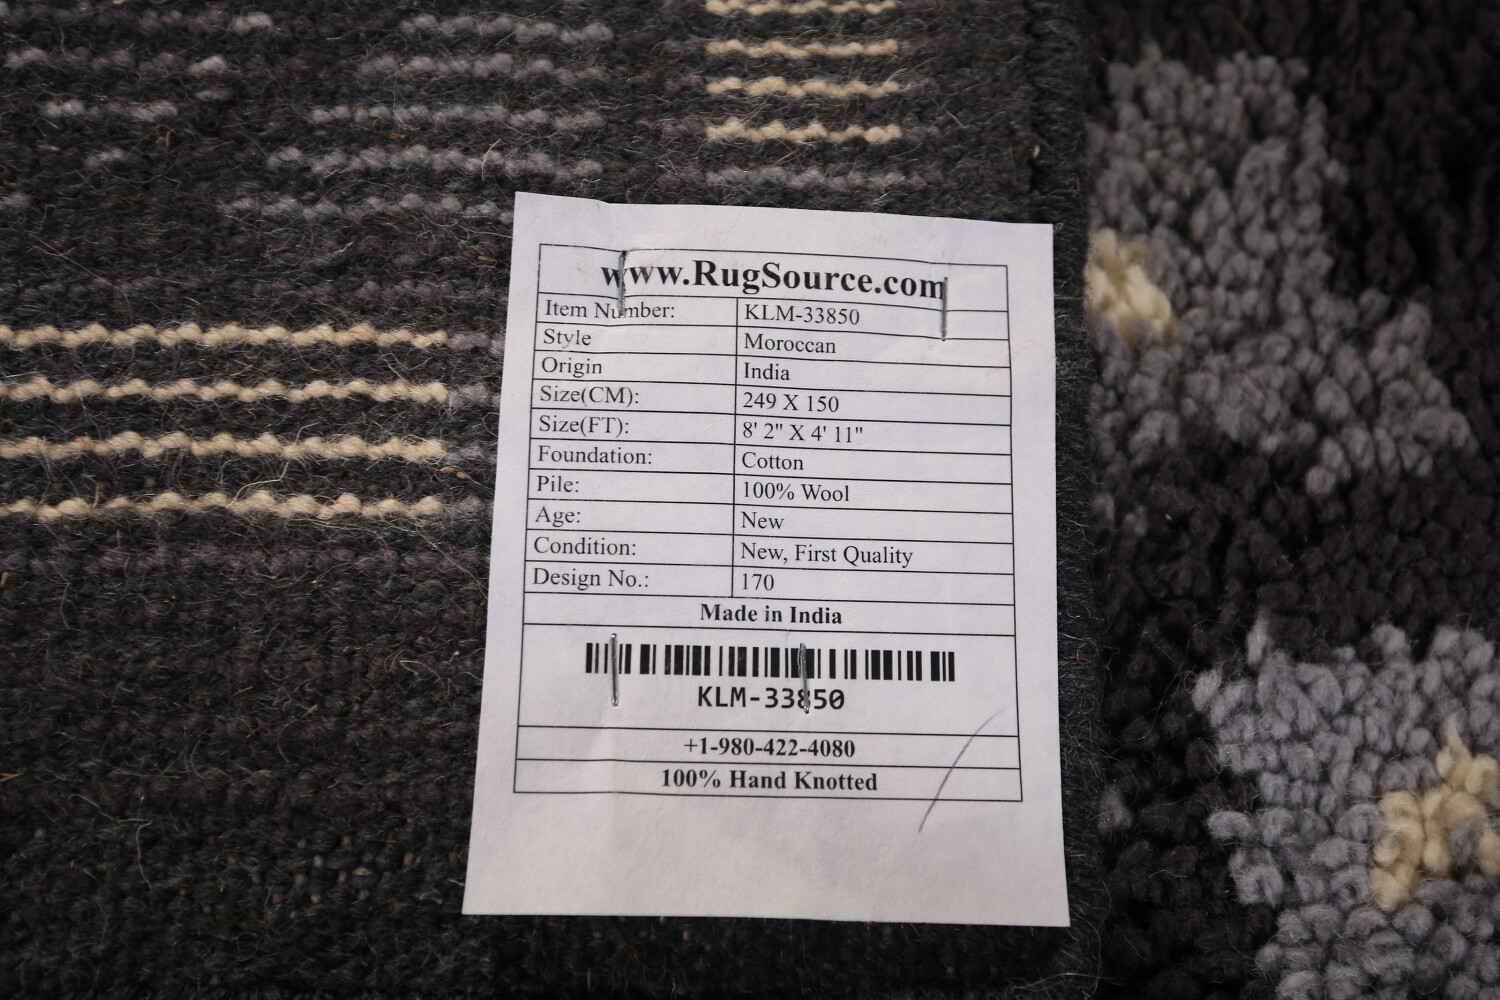 www.RugSource.com
Item Number: KLM-33850
Style Moroccan
Origin India
Size(CM): 249 X 150
Size(FT): 8' 2" X 4' 11"
Foundation: Cotton
Pile: 100% Wool
Age: New
Condition: New, First Quality
Design No.: 170
Made in India
KLM-33850
+1-980-422-4080
100% Hand Knotted